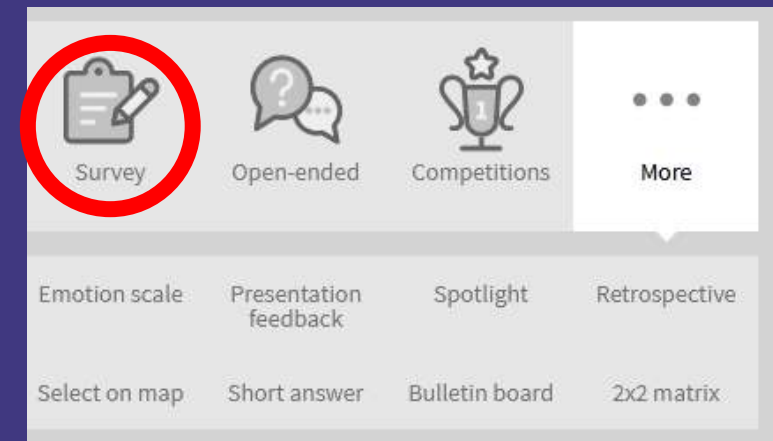 ?
1
Survey Open-ended Competitions More
Emotion scale Presentation feedback Spotlight Retrospective
Select on map Short answer Bulletin board 2x2 matrix